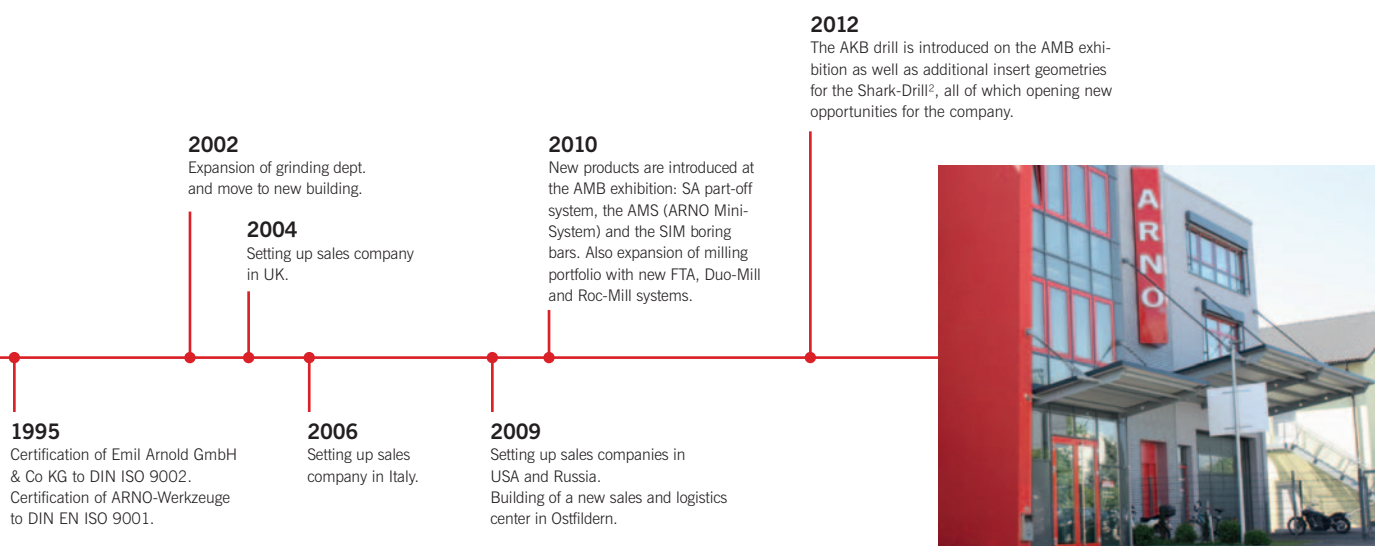 2012
The AKB drill is introduced on the AMB exhi-
bition as well as additional insert geometries
for the Shark-Drill², all of which opening new
opportunities for the company.
2002
Expansion of grinding dept.
and move to new building.
2004
Setting up sales company
in UK.
2010
New products are introduced at
the AMB exhibition: SA part-off
system, the AMS (ARNO Mini-
System) and the SIM boring
bars. Also expansion of milling
portfolio with new FTA, Duo-Mill
and Roc-Mill systems.
1995
Certification of Emil Arnold GmbH
& Co KG to DIN ISO 9002.
Certification of ARNO-Werkzeuge
to DIN EN ISO 9001.
2006
Setting up sales
company in Italy.
2009
Setting up sales companies in
USA and Russia.
Building of a new sales and logistics
center in Ostfildern.
ARNO